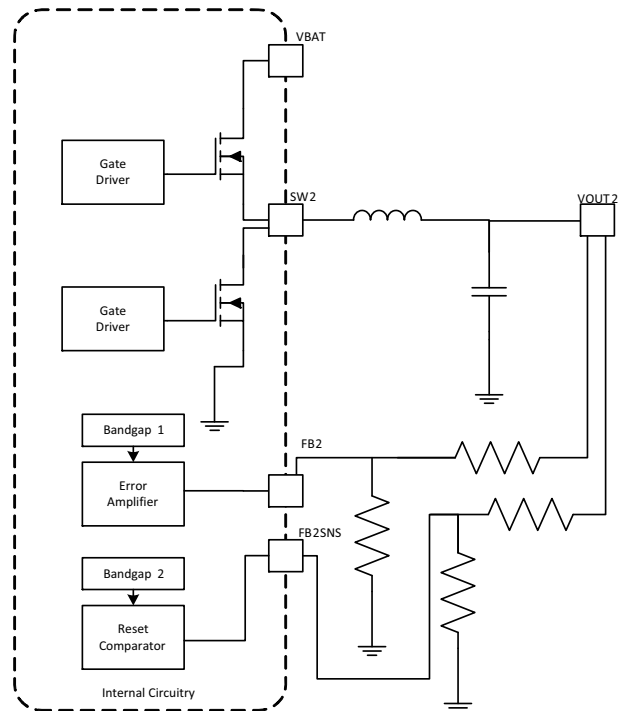 VBAT
Gate
Driver
SW2
VOUT2
Gate
Driver
Bandgap 1
FB2
Error
Amplifier
FB2SNS
Bandgap 2
Reset
Comparator
Internal Circuitry